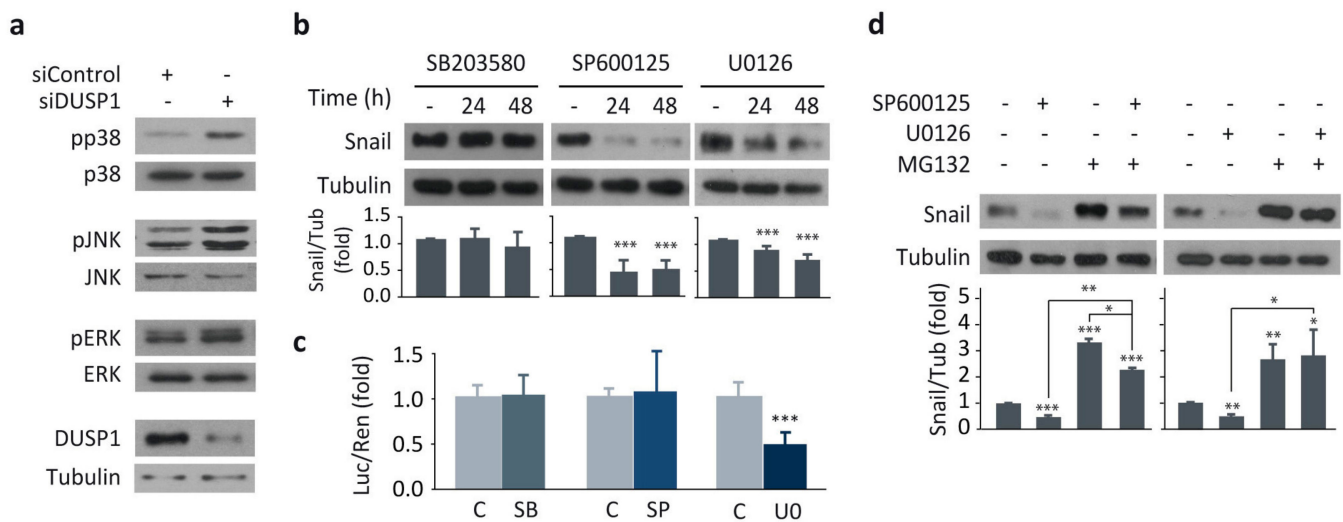 a
siControl + -
siDUSP1 - +
pp38
p38
pJNK
JNK
pERK
ERK
DUSP1
Tubulin
b
SB203580 SP600125 U0126
Time (h) - 24 48 - 24 48 - 24 48
Snail
Tubulin
Snail/Tub
(fold)
1.5
1.0
0.5
0.0
*** ***
*** ***
c
Luc/Ren (fold)
1.5
1.0
0.5
0.0
***
C SB C SP C U0
d
SP600125 - + - +
U0126 - + - +
MG132 - - + + - - + +
Snail
Tubulin
Snail/Tub (fold)
5
4
3
2
1
0
** *
* *
*** ** ***
*** **